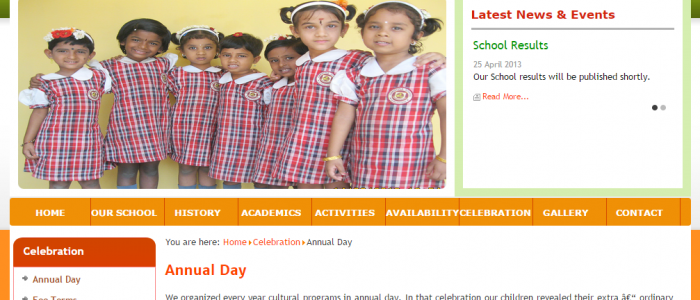 Latest News & Events
School Results
25 April 2013
Our School results will be published shortly.
Read More...
HOME OUR SCHOOL HISTORY ACADEMICS ACTIVITIES AVAILABILITY CELEBRATION GALLERY CONTACT
Celebration
Annual Day
You are here: Home Celebration Annual Day
Annual Day
We organized every year cultural programs in annual day. In that celebration our children revealed their extra â€“ ordinary